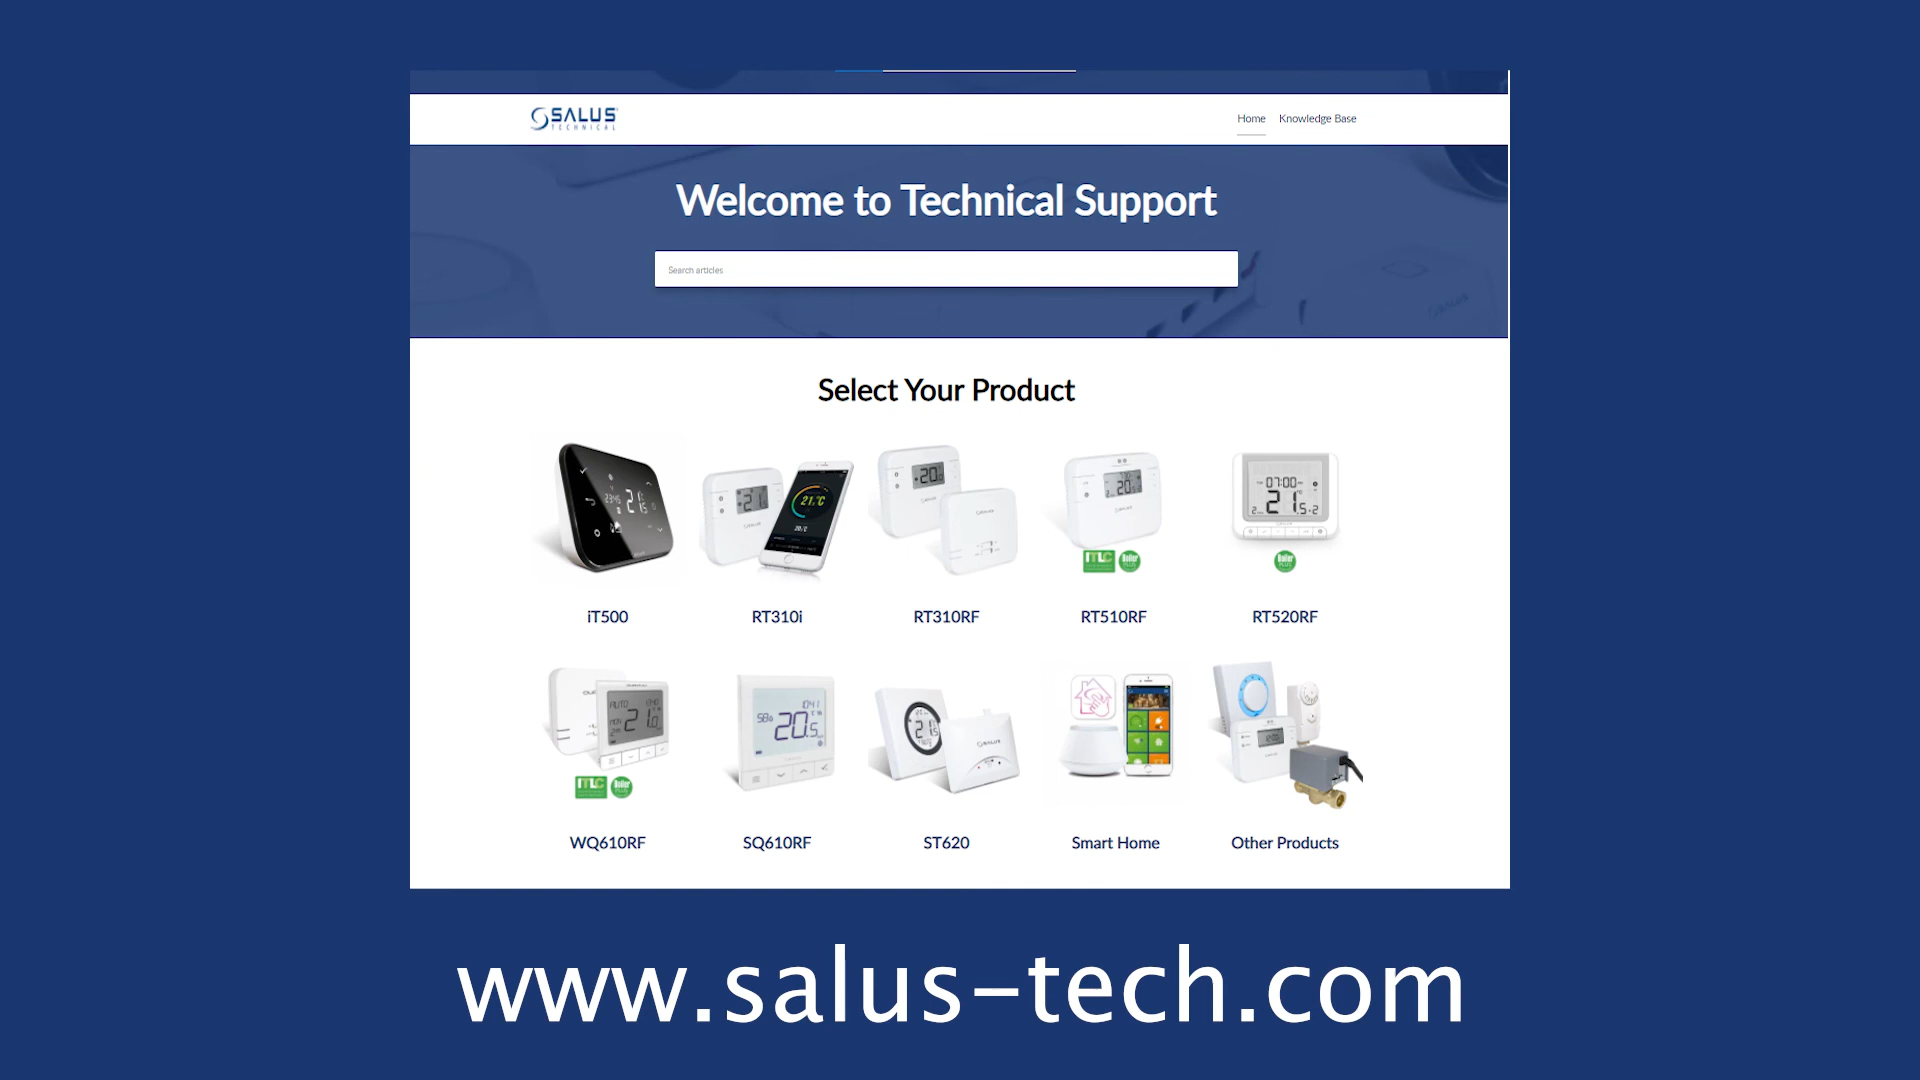 SALUS
TECHNICAL
Home Knowledge Base
Welcome to Technical Support
Search articles
Select Your Product
iT500 RT310i RT310RF RT510RF RT520RF
WQ610RF SQ610RF ST620 Smart Home Other Products
www.salus-tech.com